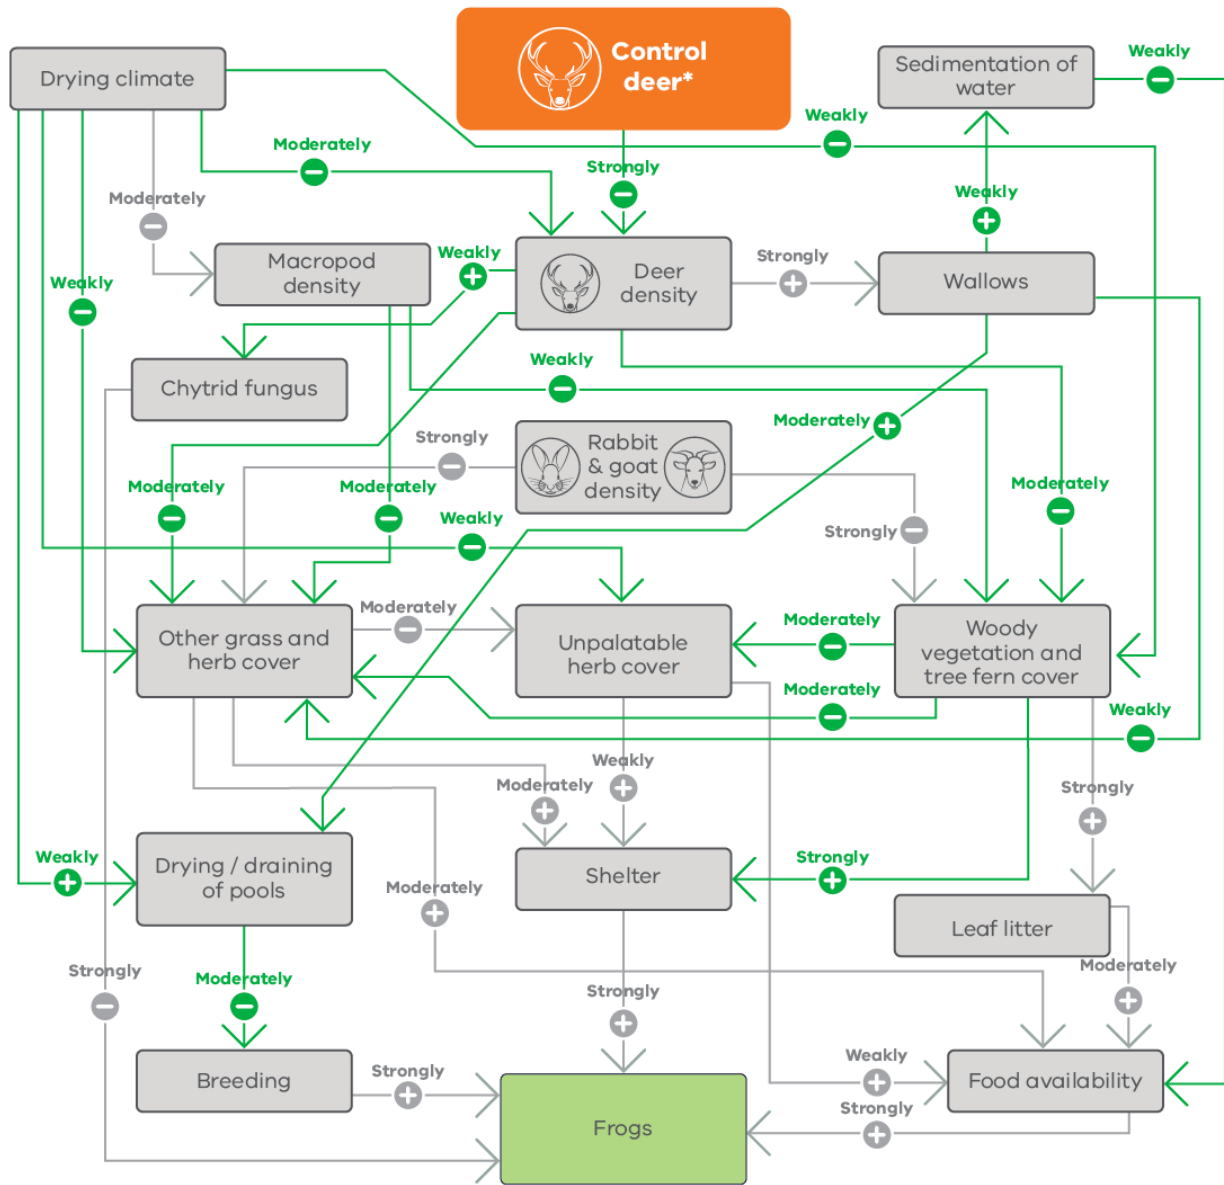 Control
deer*
Drying climate
Sedimentation of
water
Weakly
Weakly
Moderately
Strongly
Moderately
Weakly
Macropod
density
Weakly
Deer
density
Strongly
Wallows
Weakly
Chytrid fungus
Weakly
Moderately
Strongly
Rabbit
& goat
density
Moderately
Moderately
Moderately
Weakly
Strongly
Other grass and
herb cover
Moderately
Unpalatable
herb cover
Moderately
Woody
vegetation and
tree fern cover
Moderately
Weakly
Weakly
Moderately
Strongly
Weakly
Drying / draining
of pools
Shelter
Strongly
Moderately
Leaf litter
Strongly
Moderately
Strongly
Moderately
Breeding
Strongly
Frogs
Weakly
Strongly
Food availability